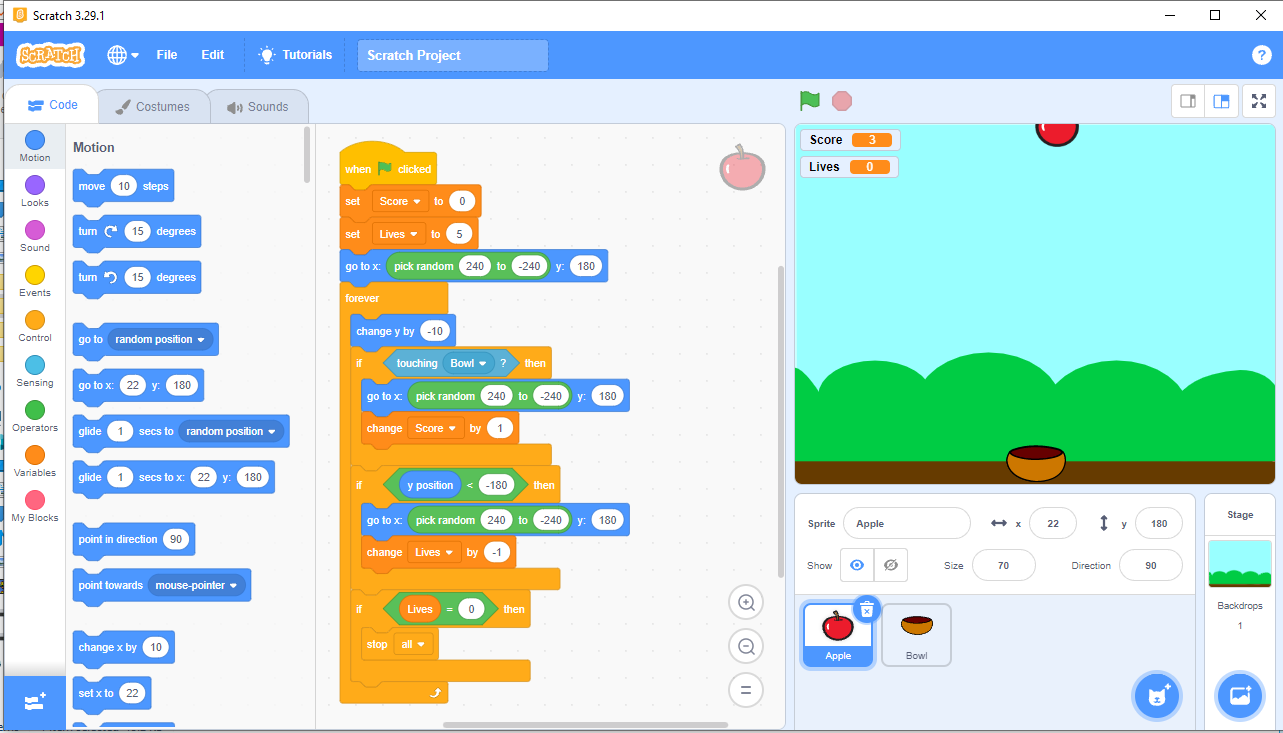 Scratch 3.29.1
SCRATCH File Edit Tutorials Scratch Project ?
Code Costumes Sounds
Motion
Looks
Sound
Events
Control
Sensing
Operators
Variables
My Blocks
Motion
move 10 steps
turn 15 degrees
turn 15 degrees
go to random position
go to x: 22 y: 180
glide 1 secs to random position
glide 1 secs to x: 22 y: 180
point in direction 90
point towards mouse-pointer
change x by 10
set x to 22
when clicked
set Score to 0
set Lives to 5
go to x: pick random 240 to -240 y: 180
forever
change y by -10
if touching Bowl ? then
go to x: pick random 240 to -240 y: 180
change Score by 1
if y position < -180 then
go to x: pick random 240 to -240 y: 180
change Lives by -1
if Lives = 0 then
stop all
Score 3
Lives 0
Sprite Apple x 22 y 180
Show Size 70 Direction 90
Apple
Bowl
Stage
Backdrops
1